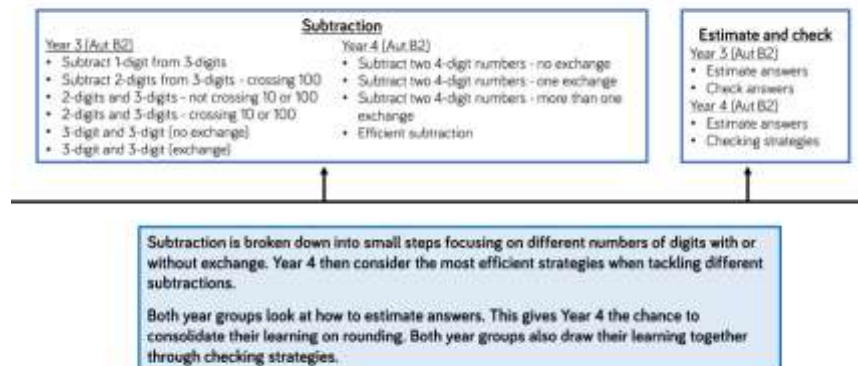 Subtraction
Year 3 (Aut B2)
• Subtract 1-digit from 3-digits
• Subtract 2-digits from 3-digits - crossing 100
• 2-digits and 3-digits - not crossing 10 or 100
• 2-digits and 3-digits - crossing 10 or 100
• 3-digit and 3-digit (no exchange)
• 3-digit and 3-digit (exchange)
Year 4 (Aut B2)
• Subtract two 4-digit numbers - no exchange
• Subtract two 4-digit numbers - one exchange
• Subtract two 4-digit numbers - more than one
exchange
• Efficient subtraction
Estimate and check
Year 3 (Aut B2)
• Estimate answers
• Check answers
Year 4 (Aut B2)
• Estimate answers
• Checking strategies
Subtraction is broken down into small steps focusing on different numbers of digits with or
without exchange. Year 4 then consider the most efficient strategies when tackling different
subtractions.
Both year groups look at how to estimate answers. This gives Year 4 the chance to
consolidate their learning on rounding. Both year groups also draw their learning together
through checking strategies.